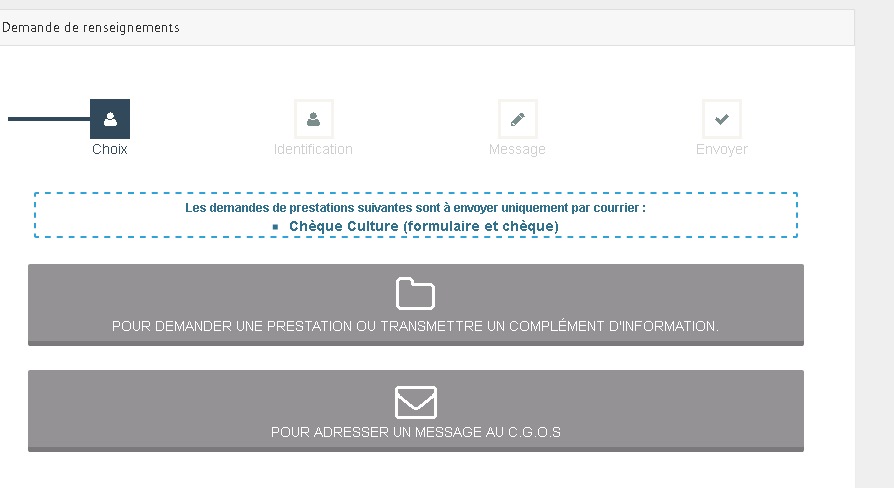 Demande de renseignements
Choix
Identification
Message
Envoyer
Les demandes de prestations suivantes sont à envoyer uniquement par courrier :
▪ Chèque Culture (formulaire et chèque)
POUR DEMANDER UNE PRESTATION OU TRANSMETTRE UN COMPLÉMENT D'INFORMATION.
POUR ADRESSER UN MESSAGE AU C.G.O.S